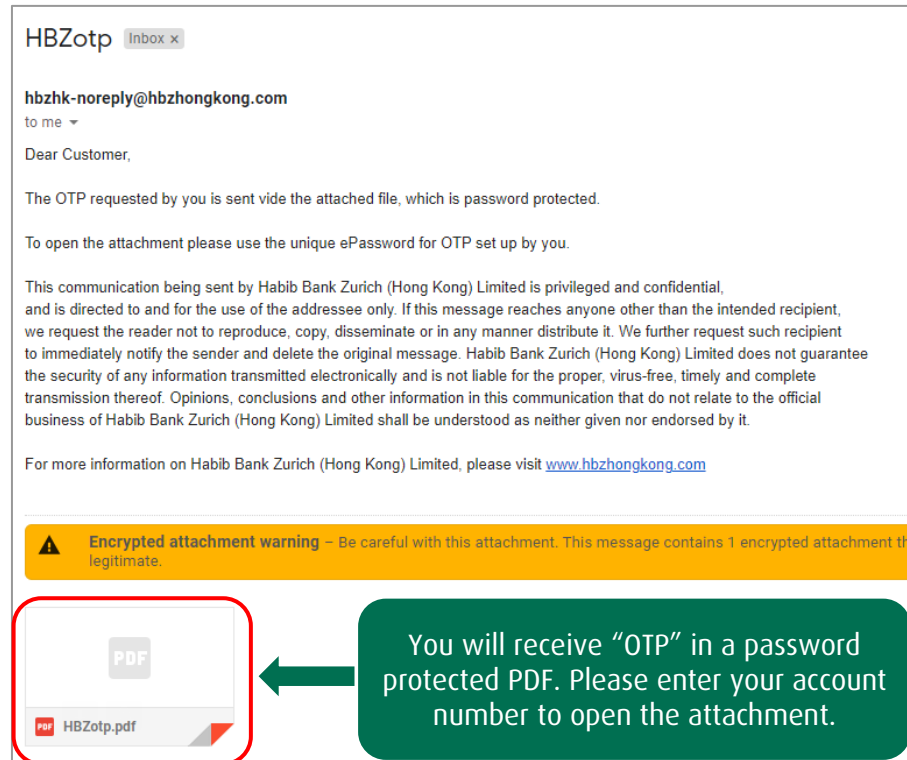 HBZotp Inbox x
hbzhk-noreply@hbzhongkong.com
to me
Dear Customer,
The OTP requested by you is sent vide the attached file, which is password protected.
To open the attachment please use the unique ePassword for OTP set up by you.
This communication being sent by Habib Bank Zurich (Hong Kong) Limited is privileged and confidential,
and is directed to and for the use of the addressee only. If this message reaches anyone other than the intended recipient,
we request the reader not to reproduce, copy, disseminate or in any manner distribute it. We further request such recipient
to immediately notify the sender and delete the original message. Habib Bank Zurich (Hong Kong) Limited does not guarantee
the security of any information transmitted electronically and is not liable for the proper, virus-free, timely and complete
transmission thereof. Opinions, conclusions and other information in this communication that do not relate to the official
business of Habib Bank Zurich (Hong Kong) Limited shall be understood as neither given nor endorsed by it.
For more information on Habib Bank Zurich (Hong Kong) Limited, please visit www.hbzhongkong.com
Encrypted attachment warning – Be careful with this attachment. This message contains 1 encrypted attachment th
legitimate.
PDF
PDF HBZotp.pdf
You will receive “OTP” in a password
protected PDF. Please enter your account
number to open the attachment.